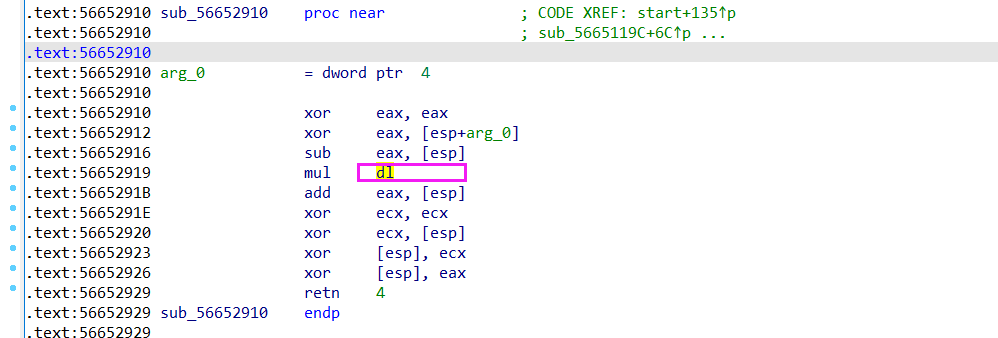 .text:56652910 sub_56652910    proc near               ; CODE XREF: start+135↑p
.text:56652910                                         ; sub_5665119C+6C↑p ...
.text:56652910
.text:56652910 arg_0           = dword ptr  4
.text:56652910
.text:56652910                 xor     eax, eax
.text:56652912                 xor     eax, [esp+arg_0]
.text:56652916                 sub     eax, [esp]
.text:56652919                 mul     dl
.text:5665291B                 add     eax, [esp]
.text:5665291E                 xor     ecx, ecx
.text:56652920                 xor     ecx, [esp]
.text:56652923                 xor     [esp], ecx
.text:56652926                 xor     [esp], eax
.text:56652929                 retn    4
.text:56652929 sub_56652910    endp
.text:56652929